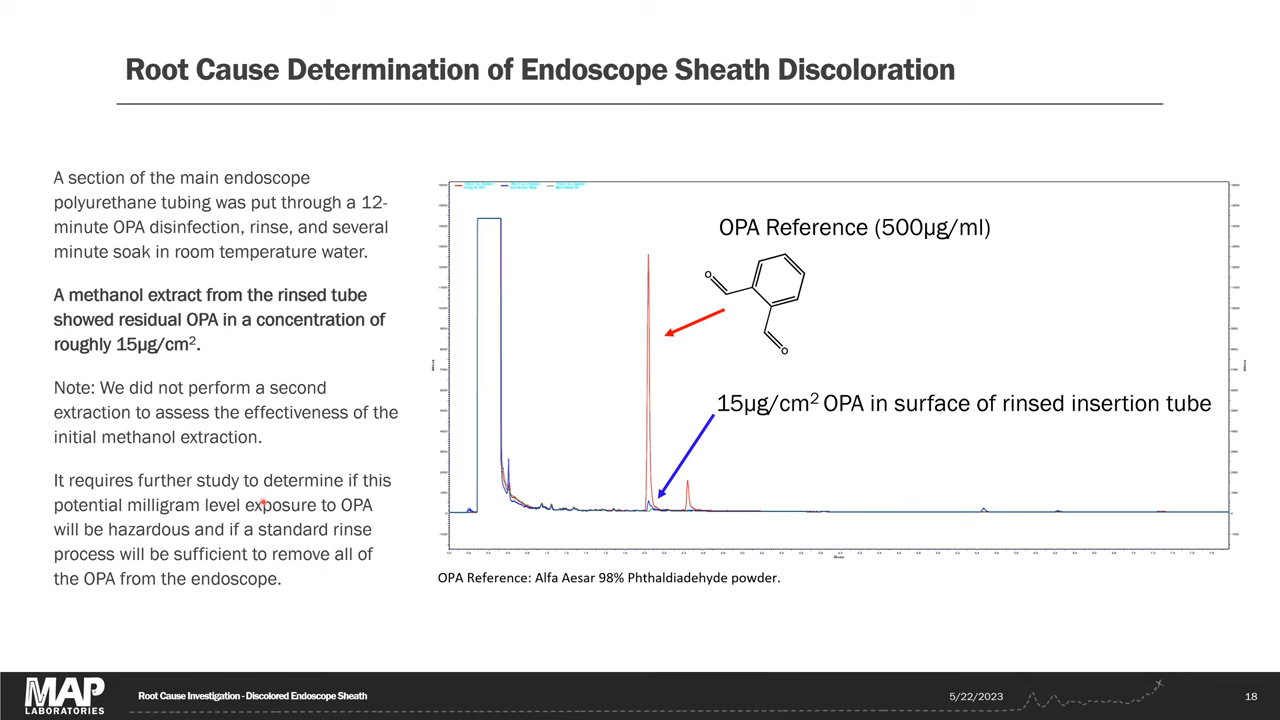 Root Cause Determination of Endoscope Sheath Discoloration
A section of the main endoscope
polyurethane tubing was put through a 12-
minute OPA disinfection, rinse, and several
minute soak in room temperature water.
A methanol extract from the rinsed tube
showed residual OPA in a concentration of
roughly 15µg/cm².
Note: We did not perform a second
extraction to assess the effectiveness of the
initial methanol extraction.
It requires further study to determine if this
potential milligram level exposure to OPA
will be hazardous and if a standard rinse
process will be sufficient to remove all of
the OPA from the endoscope.
OPA Reference (500µg/ml)
O
O
15µg/cm² OPA in surface of rinsed insertion tube
Minutes
OPA Reference: Alfa Aesar 98% Phthaldiadehyde powder.
MAP
LABORATORIES
Root Cause Investigation - Discolored Endoscope Sheath
5/22/2023
18